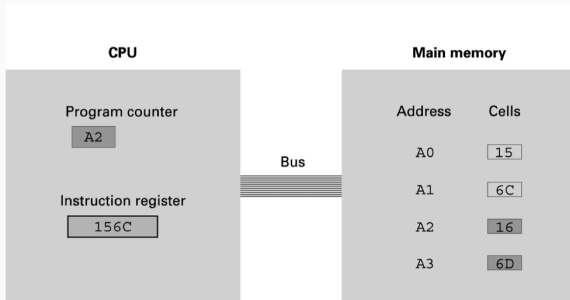 CPU
Main memory
Program counter
A2
Instruction register
156C
Bus
Address Cells
A0 15
A1 6C
A2 16
A3 6D